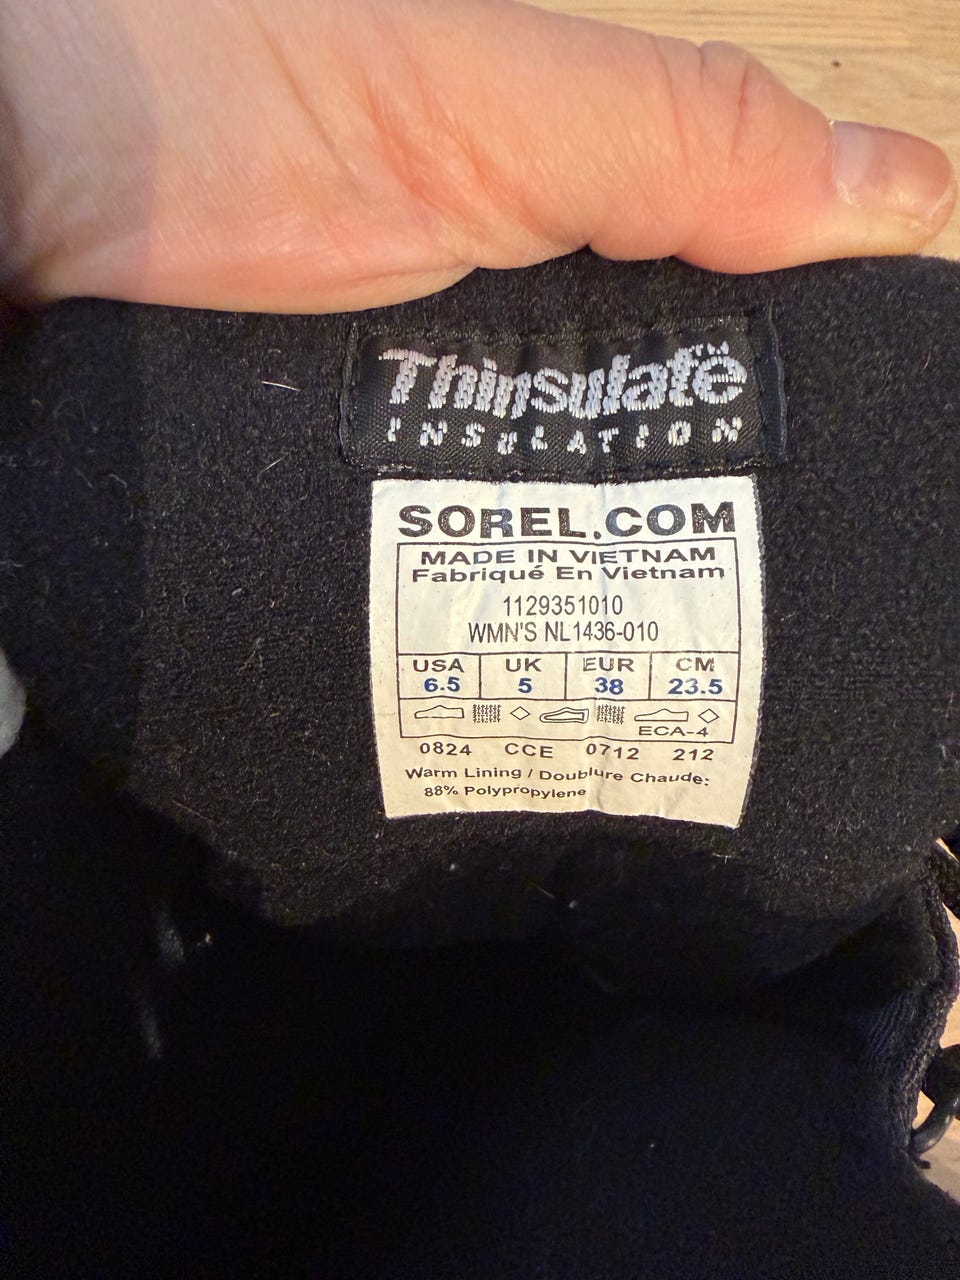 Thinsulate™
INSULATION
SOREL.COM
MADE IN VIETNAM
Fabriqué En Vietnam
1129351010
WMN'S NL1436-010
USA UK EUR CM
6.5 5 38 23.5
ECA-4
0824 CCE 0712 212
Warm Lining / Doublure Chaude:
88% Polypropylene